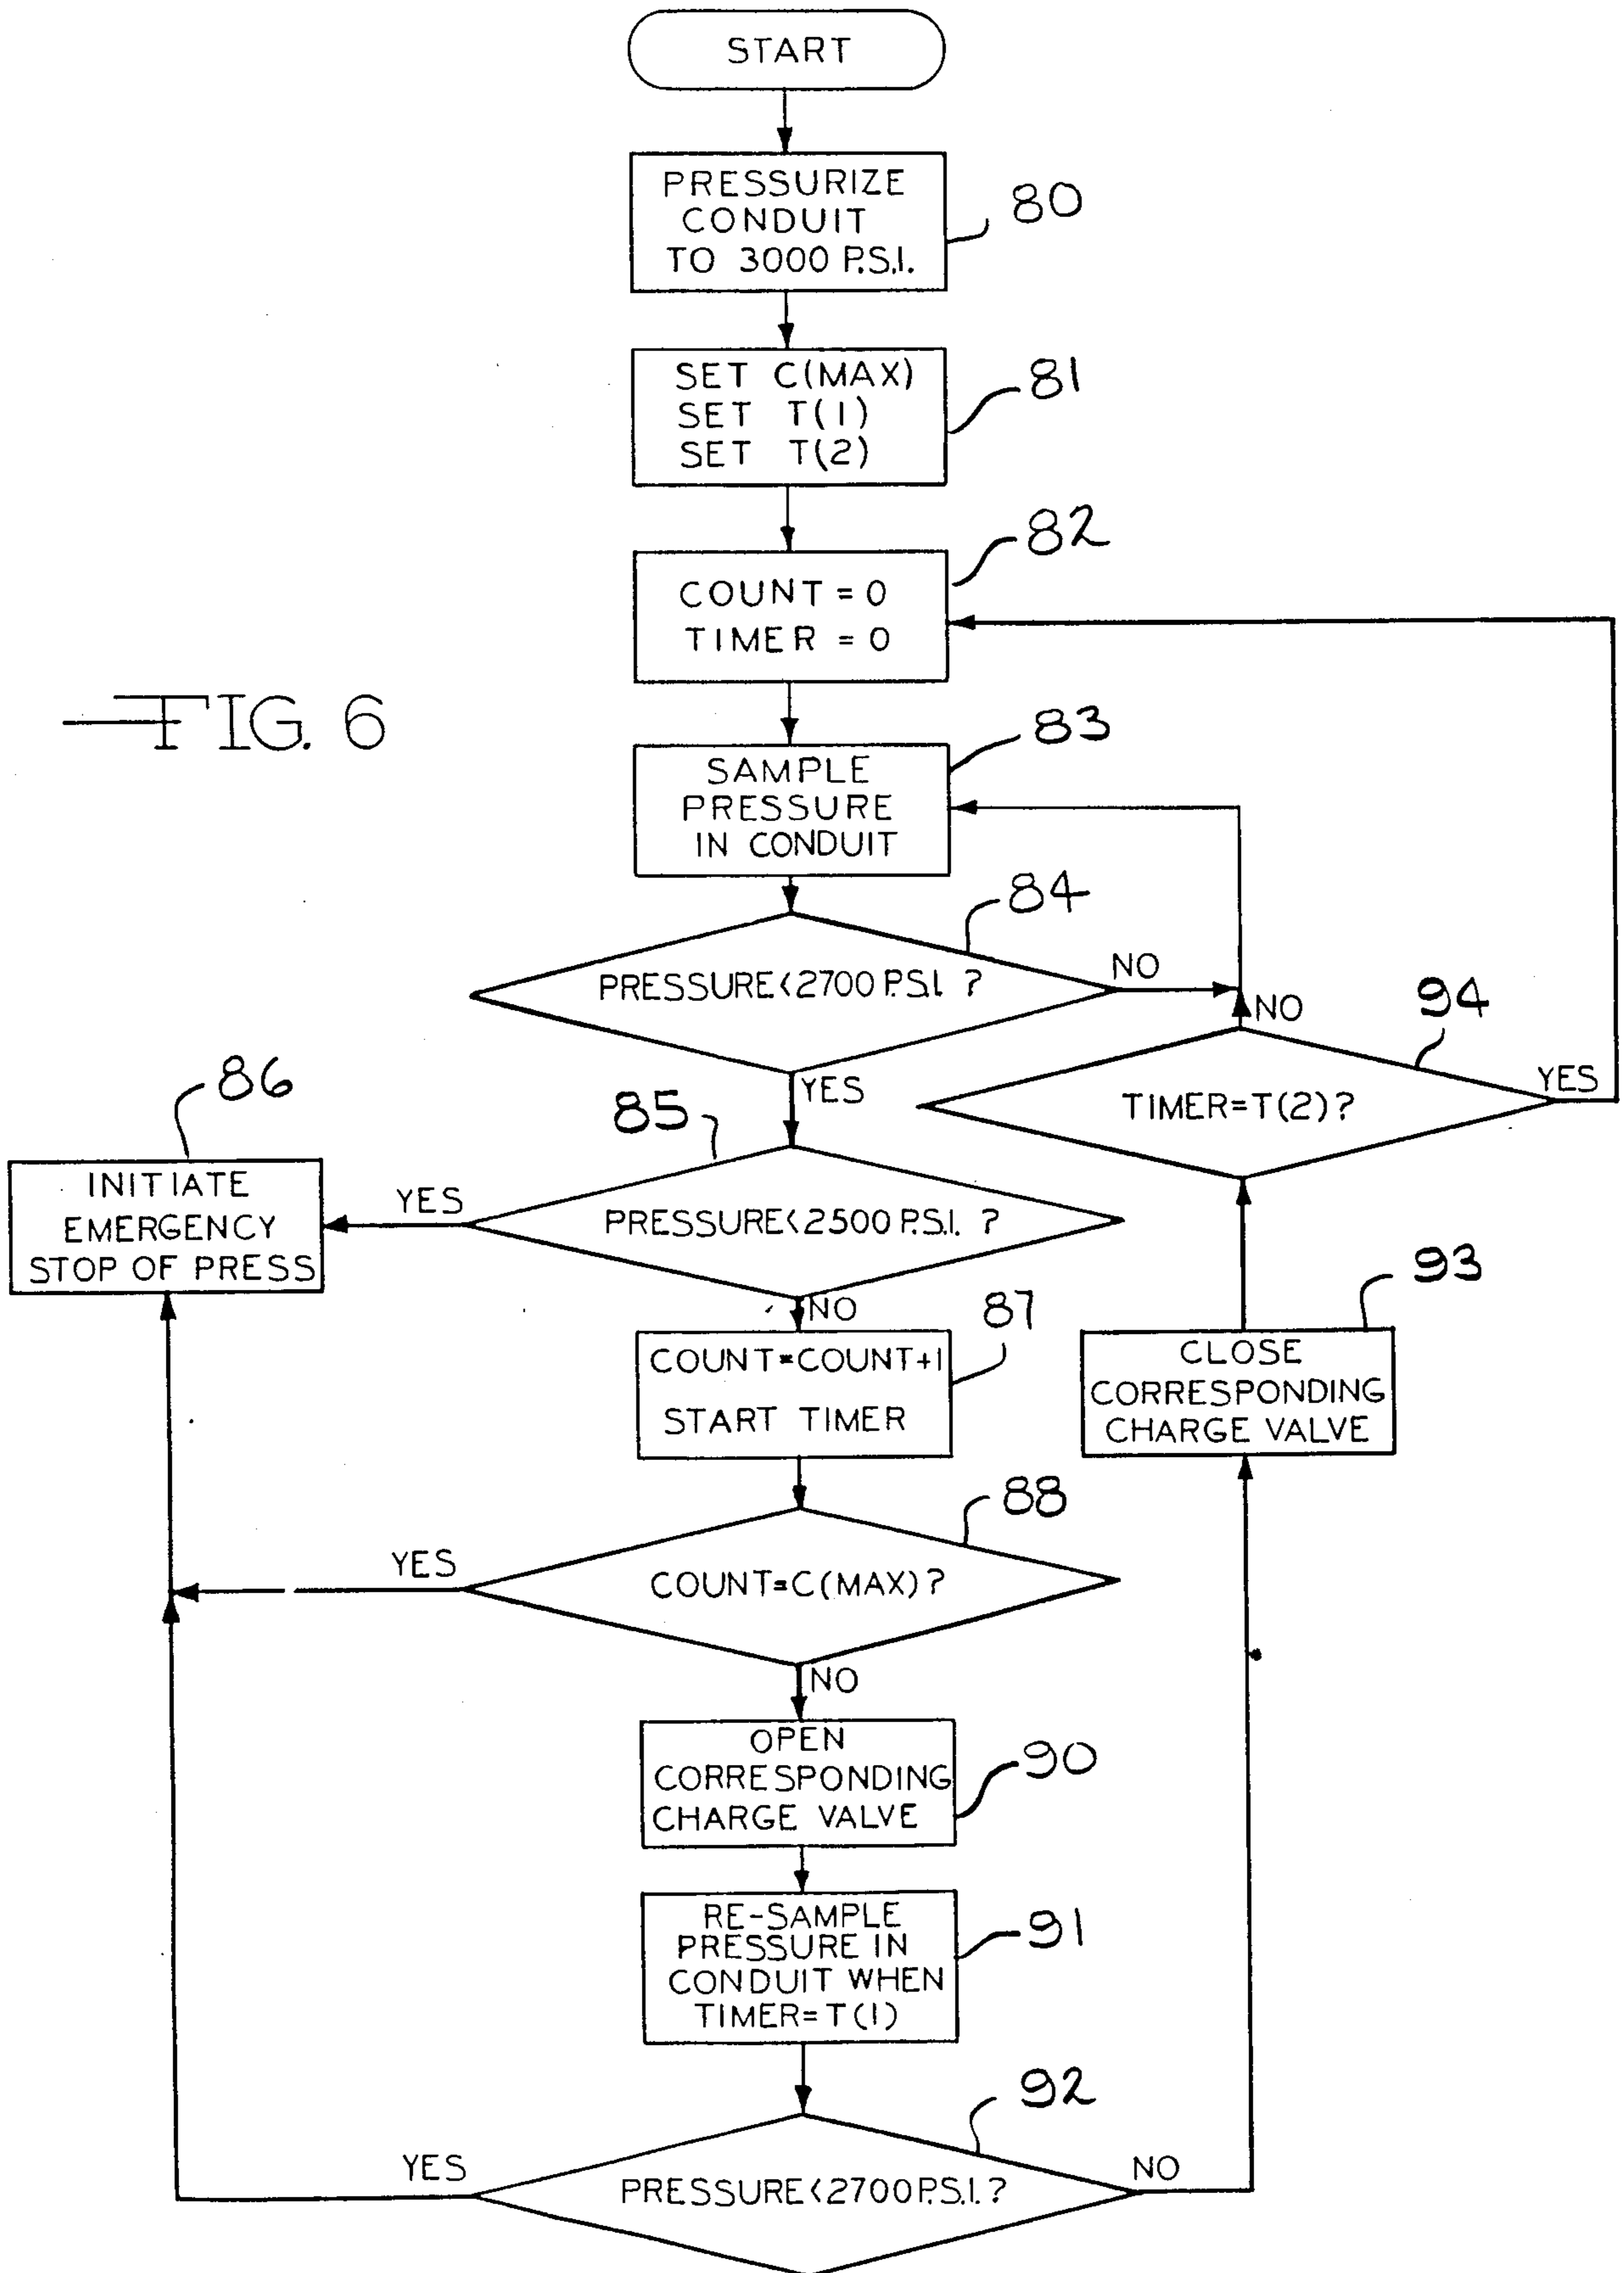 START
PRESSURIZE
CONDUIT
TO 3000 P.S.I.
80
SET C(MAX)
SET T(1)
SET T(2)
81
COUNT = 0
TIMER = 0
82
FIG. 6
SAMPLE
PRESSURE
IN CONDUIT
83
PRESSURE<2700 P.S.I. ?
84
NO
YES
NO
TIMER=T(2)?
94
YES
PRESSURE<2500 P.S.I. ?
85
YES
INITIATE
EMERGENCY
STOP OF PRESS
86
NO
COUNT=COUNT+1
START TIMER
87
CLOSE
CORRESPONDING
CHARGE VALVE
93
COUNT=C(MAX)?
88
YES
NO
OPEN
CORRESPONDING
CHARGE VALVE
90
RE-SAMPLE
PRESSURE IN
CONDUIT WHEN
TIMER=T(1)
91
PRESSURE<2700 P.S.I. ?
92
YES
NO